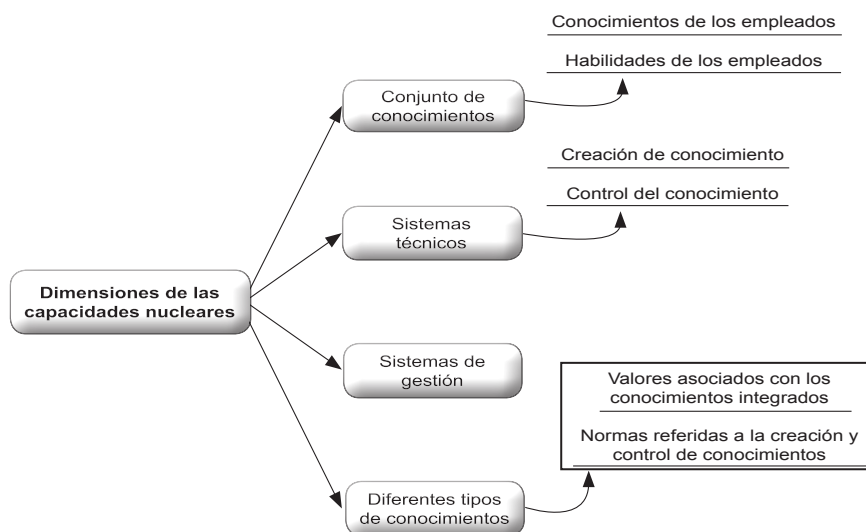 Conocimientos de los empleados
Habilidades de los empleados
Conjunto de
conocimientos
Creación de conocimiento
Control del conocimiento
Sistemas
técnicos
Dimensiones de las
capacidades nucleares
Sistemas de
gestión
Valores asociados con los
conocimientos integrados
Normas referidas a la creación y
control de conocimientos
Diferentes tipos
de conocimientos